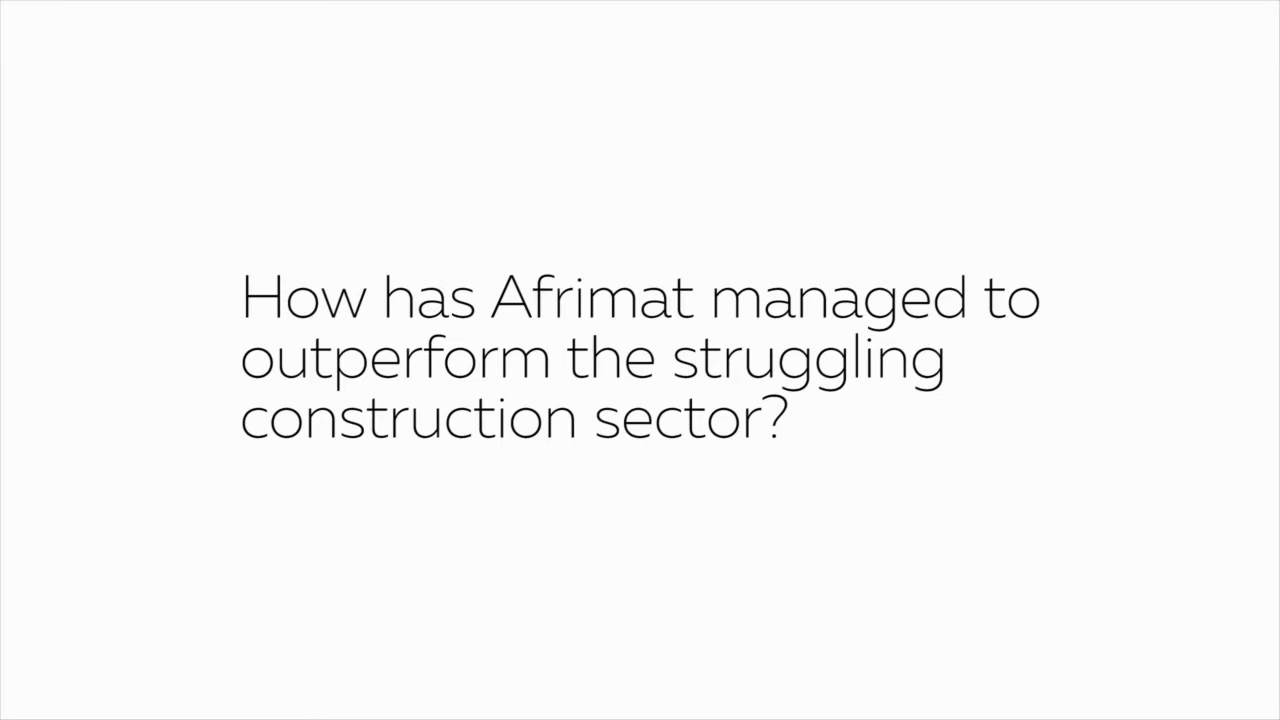 How has Afrimat managed to
outperform the struggling
construction sector?